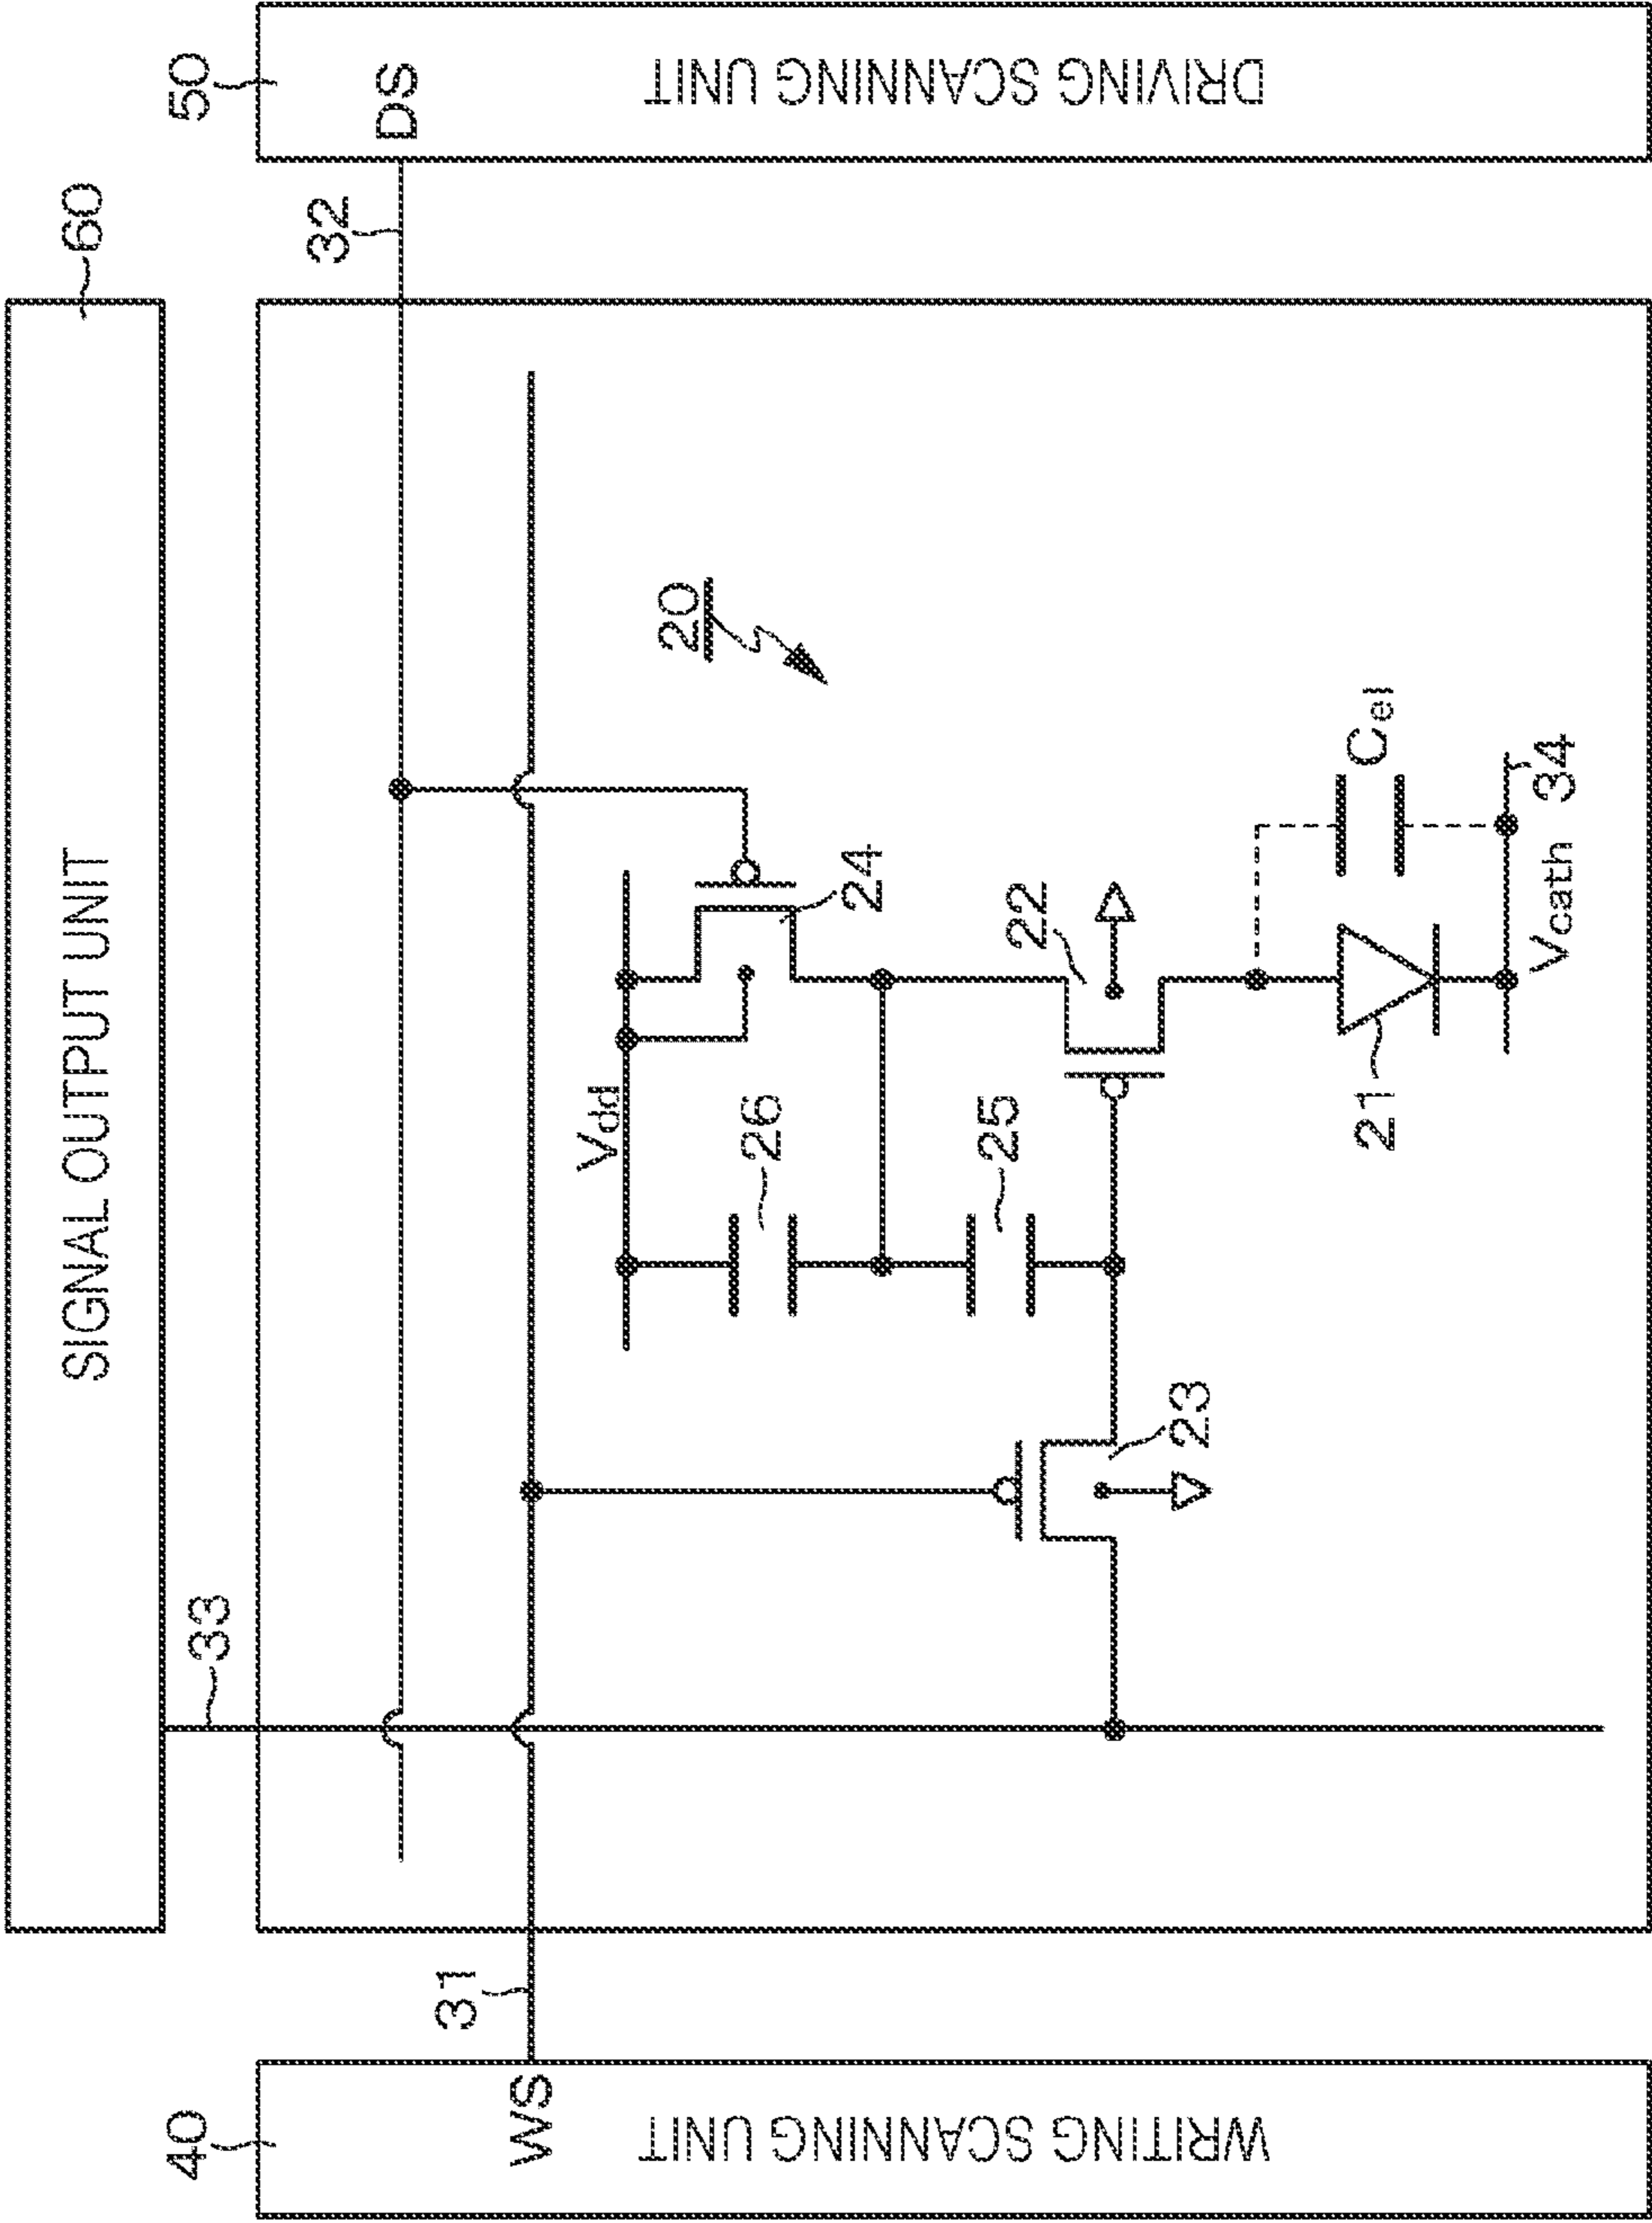 SIGNAL OUTPUT UNIT
60
33
40
WRITING SCANNING UNIT
WS
31
50
DRIVING SCANNING UNIT
DS
32
20
Vdd
26
24
25
22
23
21
Cel
Vcath
34